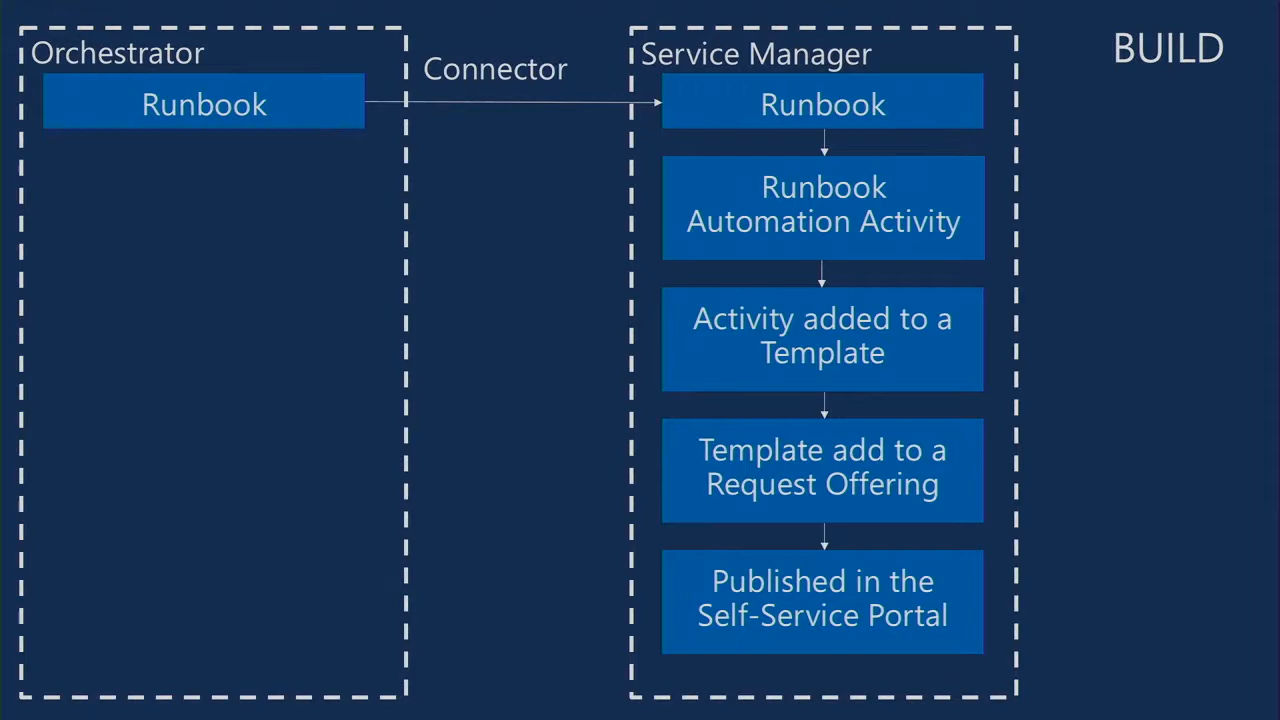 Orchestrator
Runbook
Connector
Service Manager
Runbook
Runbook
Automation Activity
Activity added to a
Template
Template add to a
Request Offering
Published in the
Self-Service Portal
BUILD